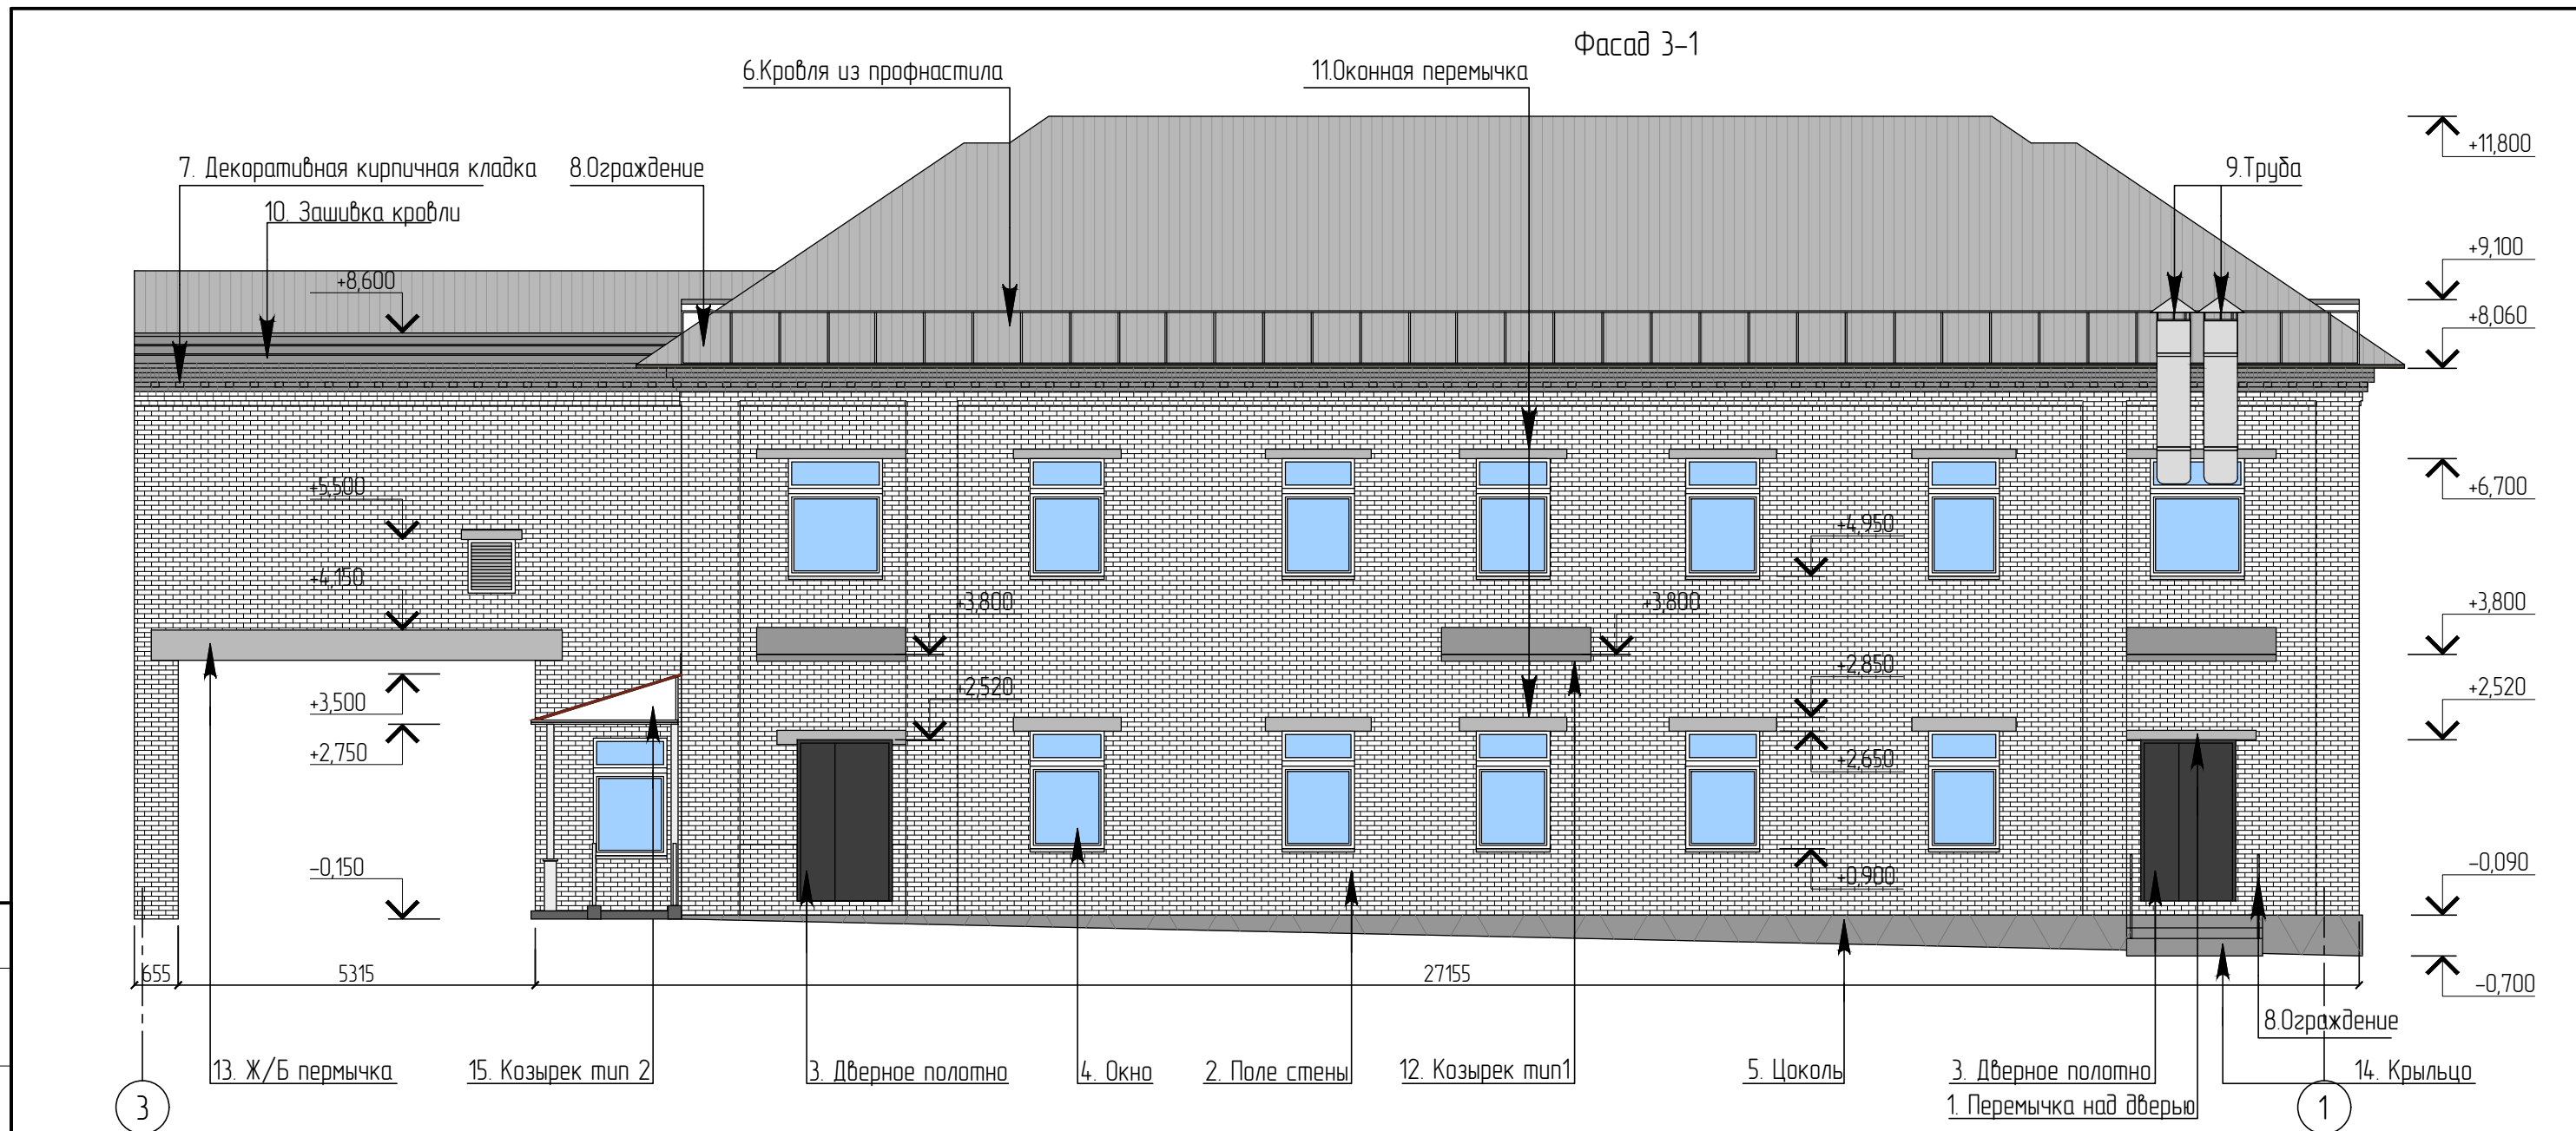 Фасад 3-1
6.Кровля из профнастила
11.Оконная перемычка
+11,800
7. Декоративная кирпичная кладка
8.Ограждение
9.Труба
10. Зашивка кровли
+9,100
+8,600
+8,060
+5,500
+6,700
+4,950
+4,150
+3,800
+3,800
+3,800
+2,850
+3,500
+2,520
+2,520
+2,750
+2,650
-0,150
+0,900
-0,090
655
5315
27155
-0,700
8.Ограждение
13. Ж/Б пермычка
15. Козырек тип 2
3. Дверное полотно
4. Окно
2. Поле стены
12. Козырек тип1
5. Цоколь
3. Дверное полотно
14. Крыльцо
1. Перемычка над дверью
3
1